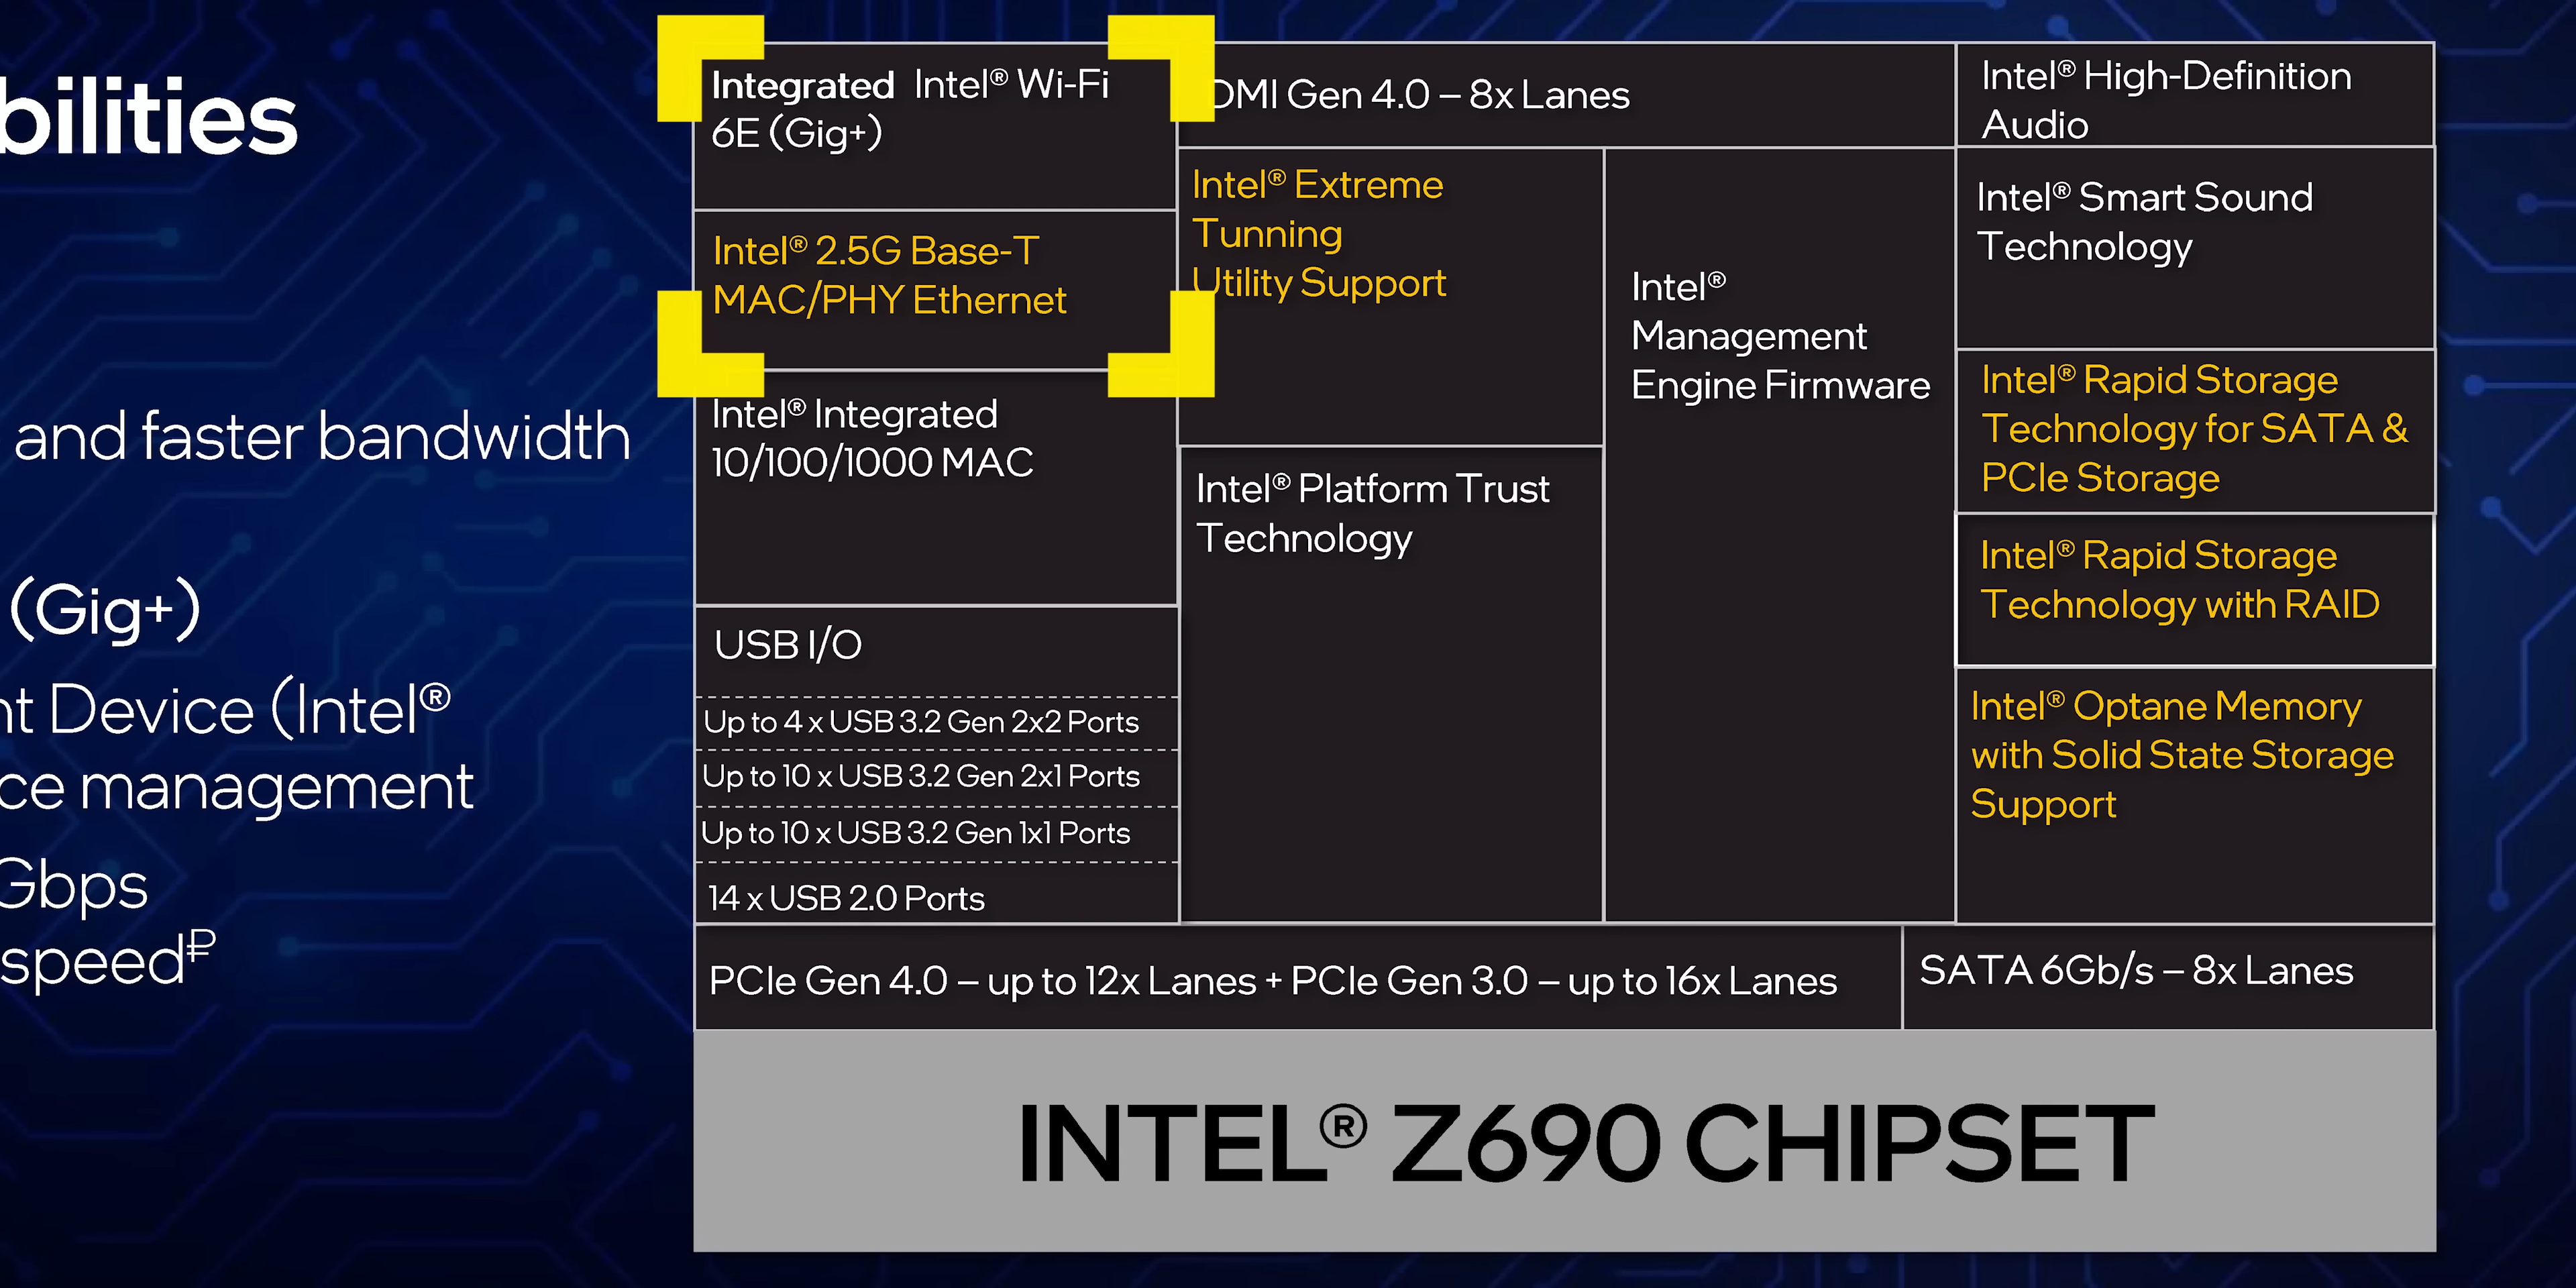 bilities
and faster bandwidth
(Gig+)
nt Device (Intel®
ce management
Gbps
speed₽
Integrated Intel® Wi-Fi
6E (Gig+)
Intel® 2.5G Base-T
MAC/PHY Ethernet
Intel® Integrated
10/100/1000 MAC
USB I/O
Up to 4 x USB 3.2 Gen 2x2 Ports
Up to 10 x USB 3.2 Gen 2x1 Ports
Up to 10 x USB 3.2 Gen 1x1 Ports
14 x USB 2.0 Ports
DMI Gen 4.0 – 8x Lanes
Intel® Extreme
Tunning
Utility Support
Intel® Platform Trust
Technology
Intel®
Management
Engine Firmware
Intel® High-Definition
Audio
Intel® Smart Sound
Technology
Intel® Rapid Storage
Technology for SATA &
PCIe Storage
Intel® Rapid Storage
Technology with RAID
Intel® Optane Memory
with Solid State Storage
Support
PCIe Gen 4.0 – up to 12x Lanes + PCIe Gen 3.0 – up to 16x Lanes
SATA 6Gb/s – 8x Lanes
INTEL® Z690 CHIPSET